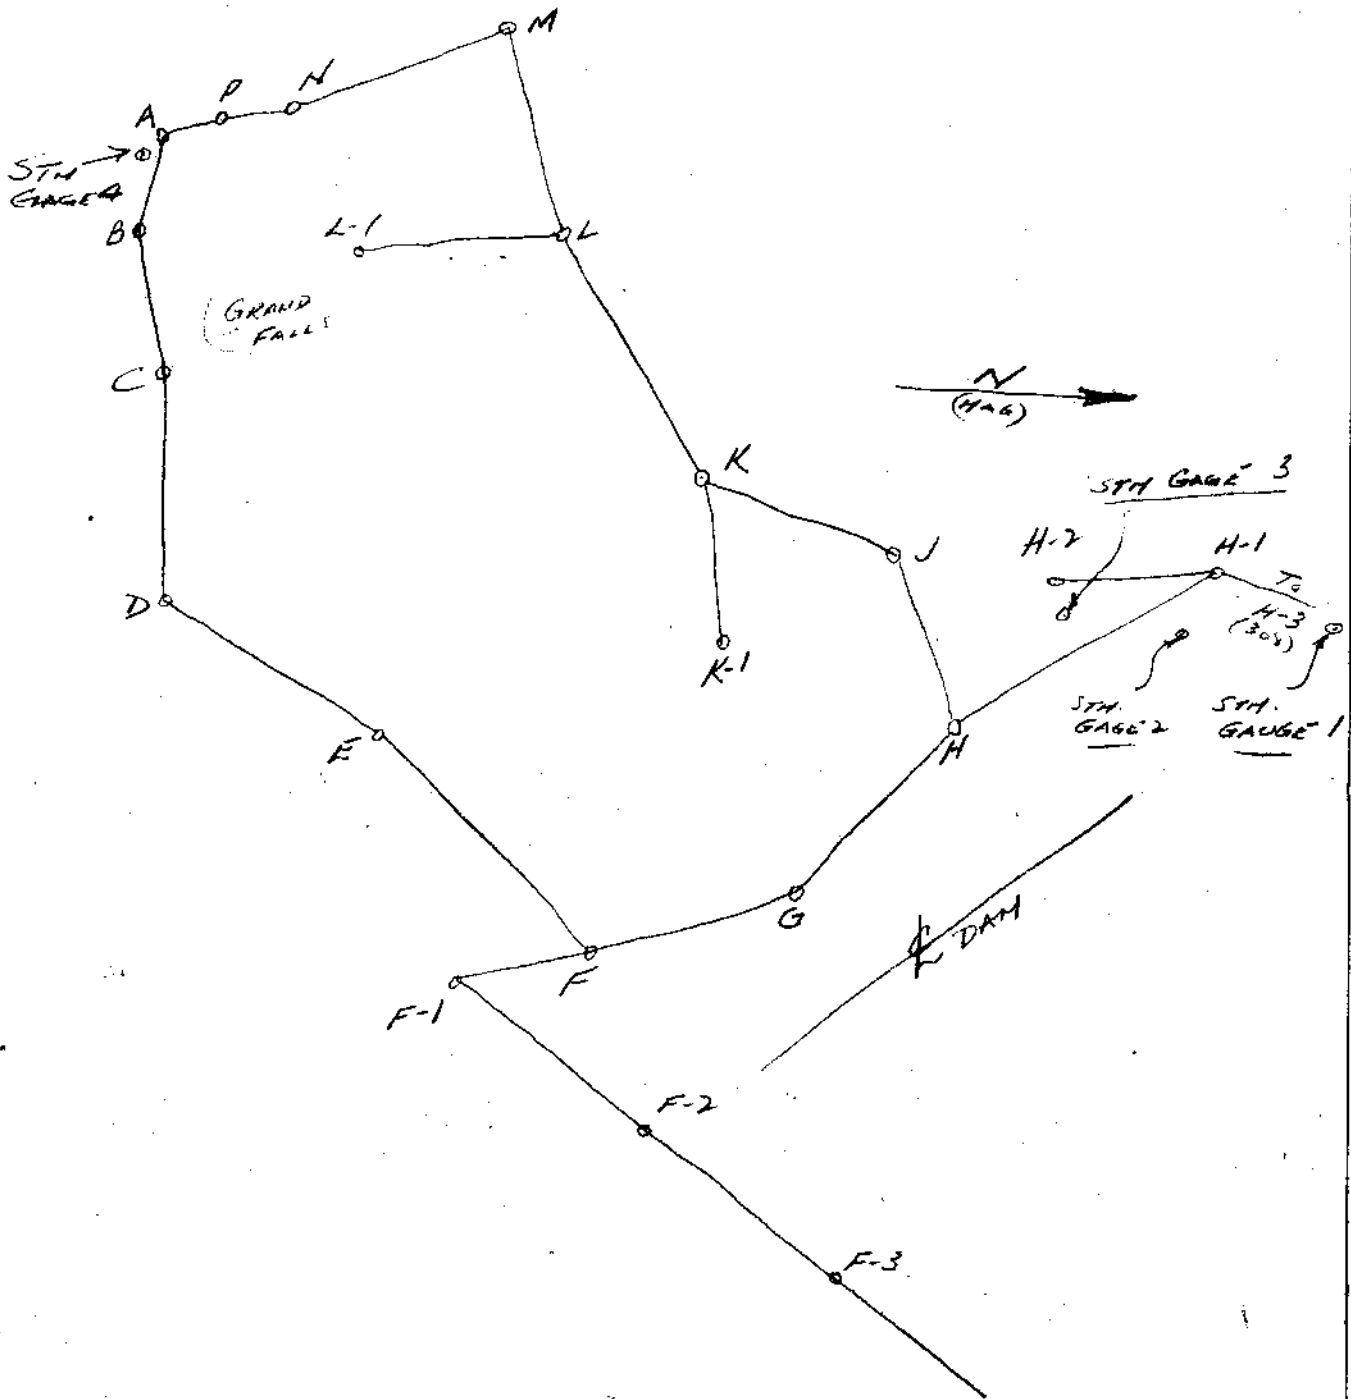 M
N
P
A
STM
GAGE 4
B
L-1
L
GRAND
FALLS
C
N
(MAG)
K
STM GAGE 3
J
H-2
H-1
To
H-3
(308)
D
K-1
STM.
GAGE 2
STM.
GAUGE 1
E
H
G
℄ DAM
F
F-1
F-2
F-3